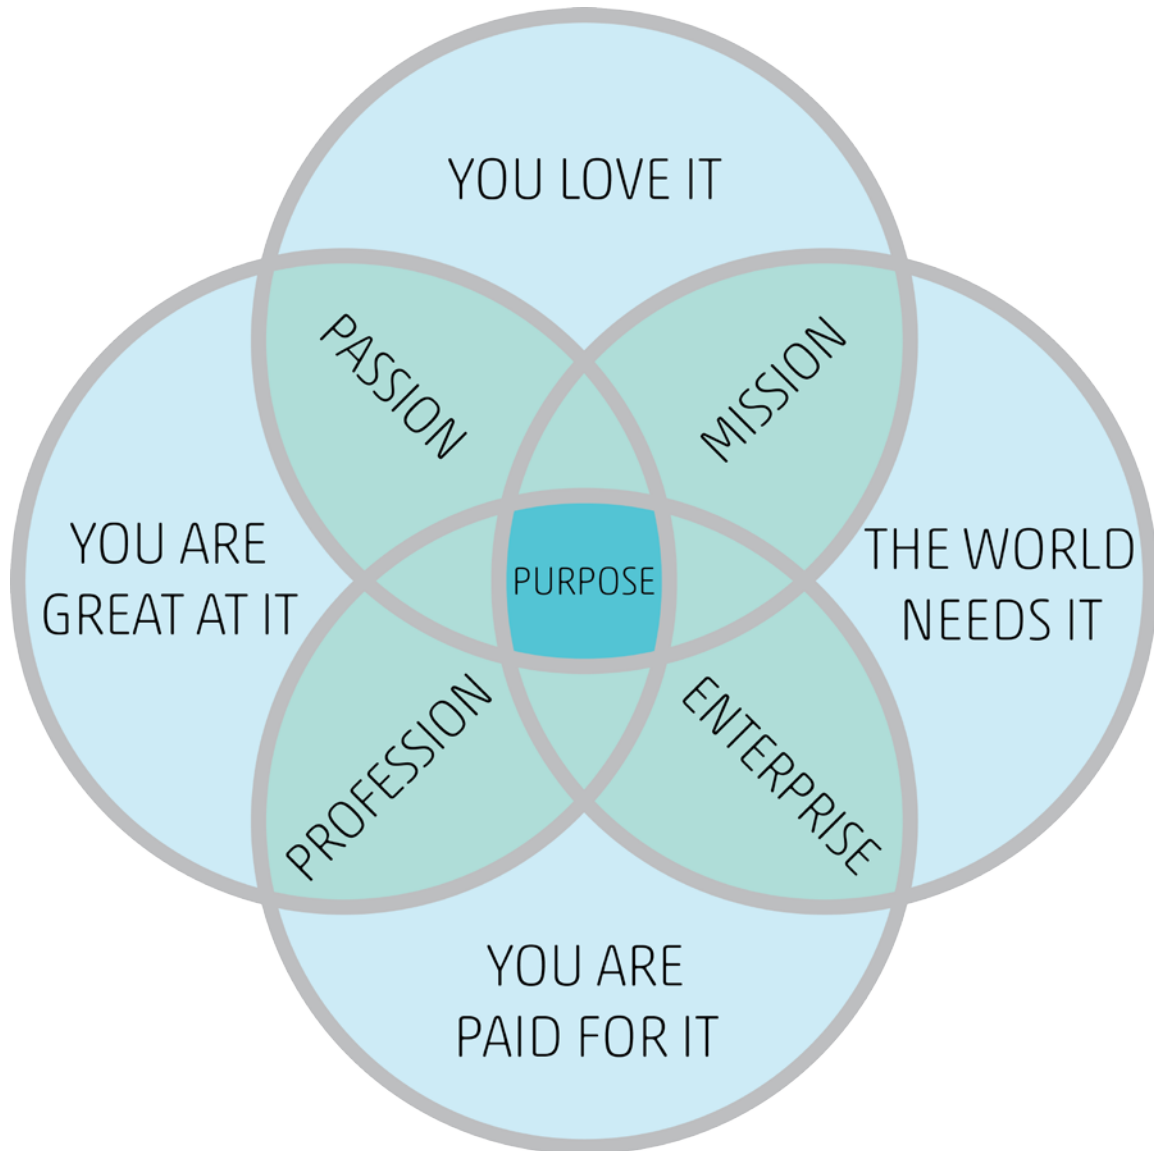 YOU LOVE IT
PASSION
MISSION
YOU ARE
GREAT AT IT
PURPOSE
THE WORLD
NEEDS IT
PROFESSION
ENTERPRISE
YOU ARE
PAID FOR IT